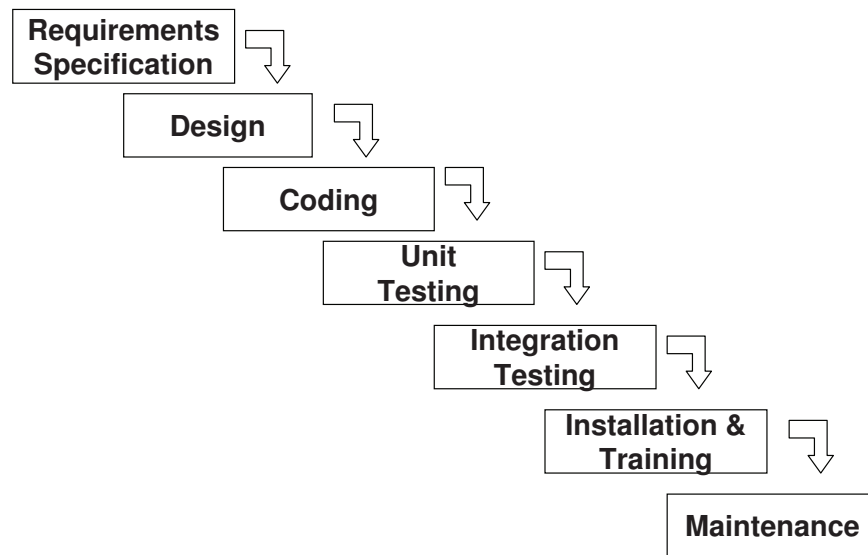 Requirements
Specification
Design
Coding
Unit
Testing
Integration
Testing
Installation &
Training
Maintenance